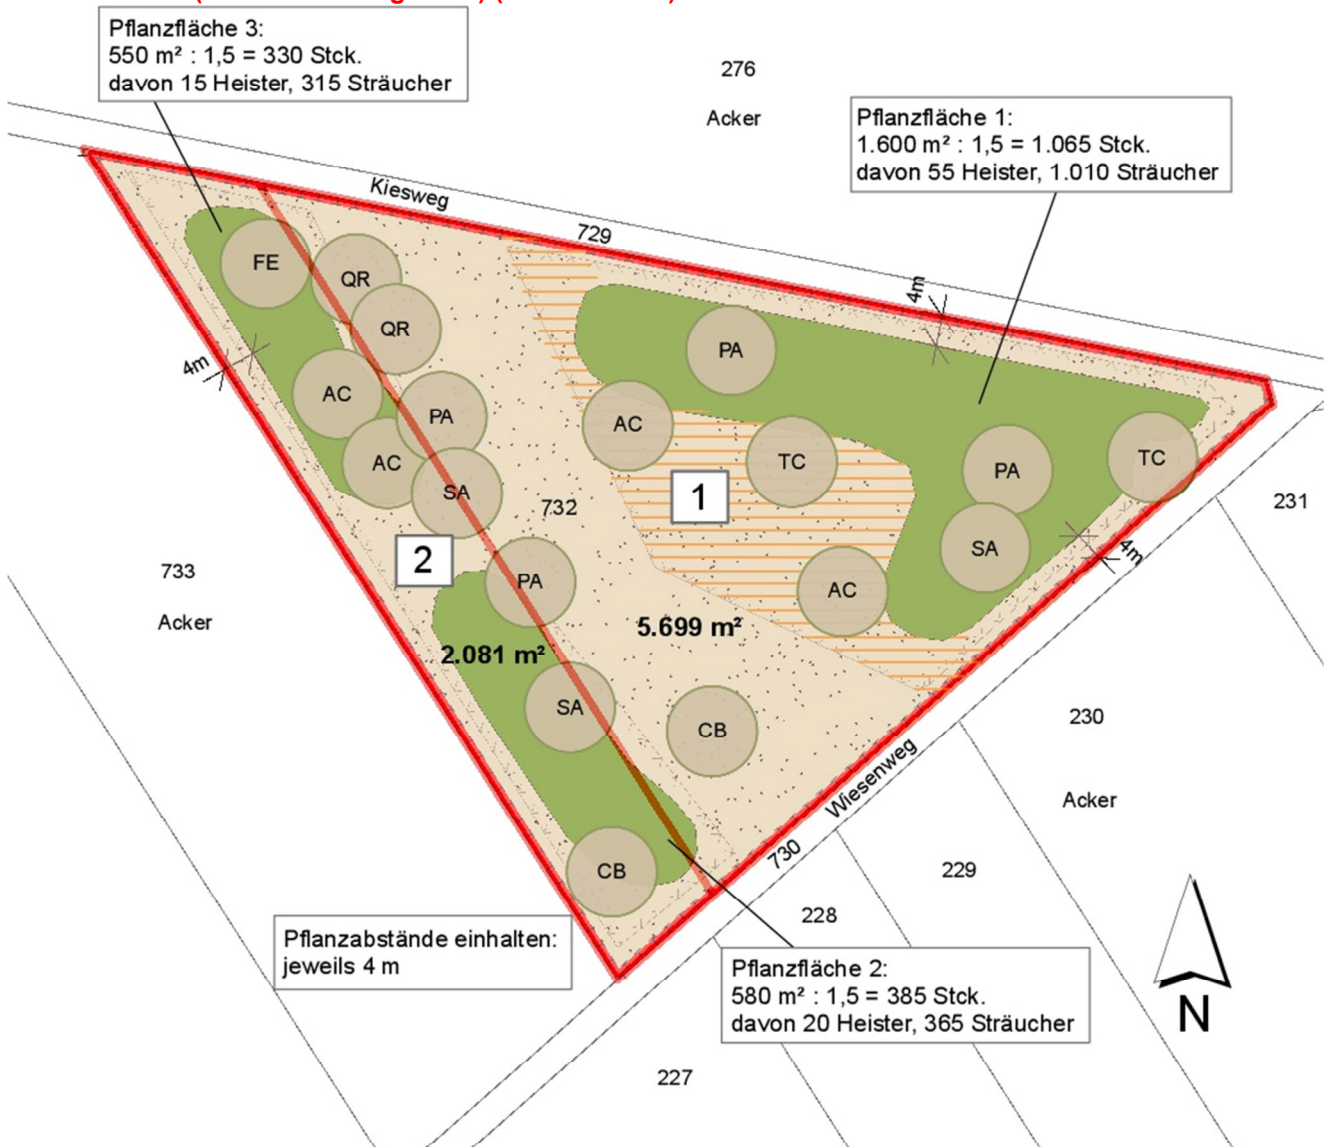 Pflanzfläche 3:
550 m² : 1,5 = 330 Stck.
davon 15 Heister, 315 Sträucher
276
Acker
Pflanzfläche 1:
1.600 m² : 1,5 = 1.065 Stck.
davon 55 Heister, 1.010 Sträucher
Kiesweg
729
4m
FE
QR
QR
PA
4m
AC
PA
AC
TC
PA
TC
AC
SA
1
732
231
2
SA
4m
733
PA
AC
Acker
5.699 m²
2.081 m²
SA
CB
230
Wiesenweg
Acker
CB
730
229
228
Pflanzabstände einhalten:
jeweils 4 m
Pflanzfläche 2:
580 m² : 1,5 = 385 Stck.
davon 20 Heister, 365 Sträucher
N
227